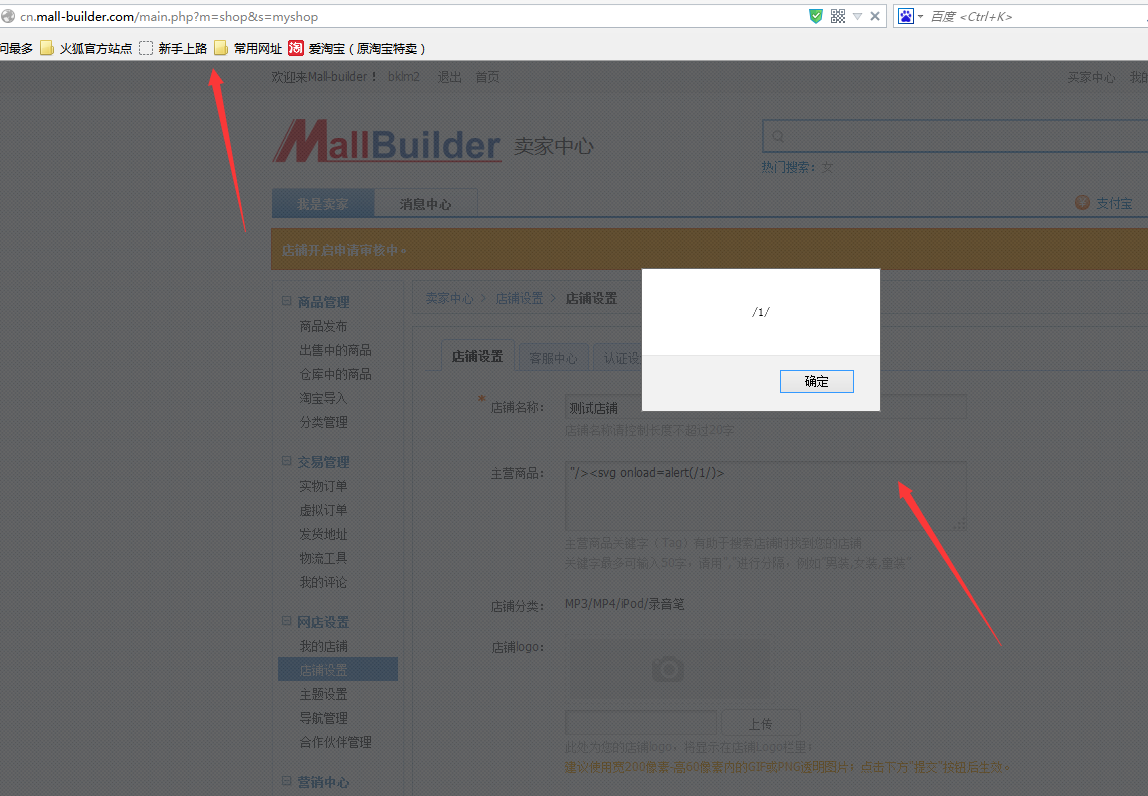 cn.mall-builder.com/main.php?m=shop&s=myshop
百度 <Ctrl+K>
问最多 火狐官方站点 新手上路 常用网址 淘 爱淘宝 ( 原淘宝特卖 )
欢迎来Mall-builder！ bklm2 退出 首页 买家中心 我的
MallBuilder 卖家中心
热门搜索： 女
我是卖家 消息中心 支付宝
店铺开启申请审核中
卖家中心 > 店铺设置 > 店铺设置
店铺设置 客服中心 认证设
/1/
确定
商品管理
商品发布
出售中的商品
仓库中的商品
淘宝导入
分类管理
交易管理
实物订单
虚拟订单
发货地址
物流工具
我的评论
网店设置
我的店铺
店铺设置
主题设置
导航管理
合作伙伴管理
营销中心
* 店铺名称： 测试店铺
店铺名称请控制长度不超过20字
主营商品： "/><svg onload=alert(/1/)>
主营商品关键字（Tag）有助于搜索店铺时找到您的店铺
关键字最多可输入50字，请用","进行分隔，例如"男装,女装,童装"
店铺分类： MP3/MP4/iPod/录音笔
店铺logo：
上传
此处为您的店铺logo，将显示在店铺Logo栏里；
建议使用宽200像素-高60像素内的GIF或PNG透明图片；点击下方"提交"按钮后生效。